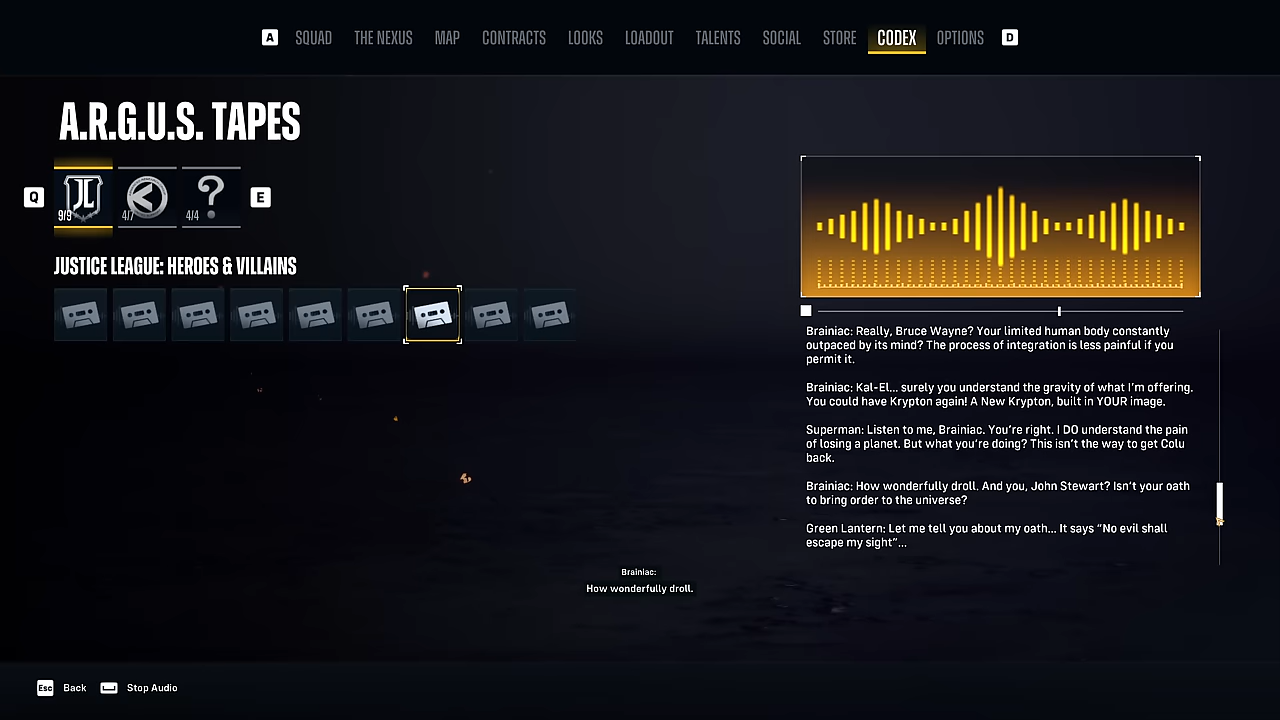 A SQUAD THE NEXUS MAP CONTRACTS LOOKS LOADOUT TALENTS SOCIAL STORE CODEX OPTIONS D
A.R.G.U.S. TAPES
Q JL ? E
9/9 4/7 4/4
JUSTICE LEAGUE: HEROES & VILLAINS
Brainiac: Really, Bruce Wayne? Your limited human body constantly
outpaced by its mind? The process of integration is less painful if you
permit it.
Brainiac: Kal-El... surely you understand the gravity of what I'm offering.
You could have Krypton again! A New Krypton, built in YOUR image.
Superman: Listen to me, Brainiac. You're right. I DO understand the pain
of losing a planet. But what you're doing? This isn't the way to get Colu
back.
Brainiac: How wonderfully droll. And you, John Stewart? Isn't your oath
to bring order to the universe?
Green Lantern: Let me tell you about my oath... It says “No evil shall
escape my sight”...
Brainiac:
How wonderfully droll.
Esc Back Stop Audio